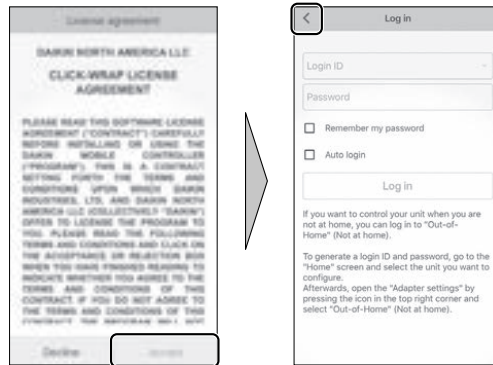 License agreement
DAIKIN NORTH AMERICA LLC
CLICK-WRAP LICENSE
AGREEMENT
PLEASE READ THIS SOFTWARE LICENSE
AGREEMENT ("CONTRACT") CAREFULLY
BEFORE INSTALLING OR USING THE
DAIKIN MOBILE CONTROLLER
("PROGRAM"). THIS IS A CONTRACT
SETTING FORTH THE TERMS AND
CONDITIONS UPON WHICH DAIKIN
INDUSTRIES, LTD. AND DAIKIN NORTH
AMERICA LLC (COLLECTIVELY "DAIKIN")
OFFER TO LICENSE THE PROGRAM TO
YOU. PLEASE READ THE FOLLOWING
TERMS AND CONDITIONS AND CLICK ON
THE ACCEPTANCE OR REJECTION BOX
WHEN YOU HAVE FINISHED READING TO
INDICATE WHETHER YOU AGREE TO THE
TERMS AND CONDITIONS OF THIS
CONTRACT. IF YOU DO NOT AGREE TO
THE TERMS AND CONDITIONS OF THIS
CONTRACT, THE PROGRAM WILL NOT
Decline
Log in
Login ID
Password
Remember my password
Auto login
Log in
If you want to control your unit when you are
not at home, you can log in to "Out-of-
Home" (Not at home).
To generate a login ID and password, go to the
"Home" screen and select the unit you want to
configure.
Afterwards, open the "Adapter settings" by
pressing the icon in the top right corner and
select "Out-of-Home" (Not at home).